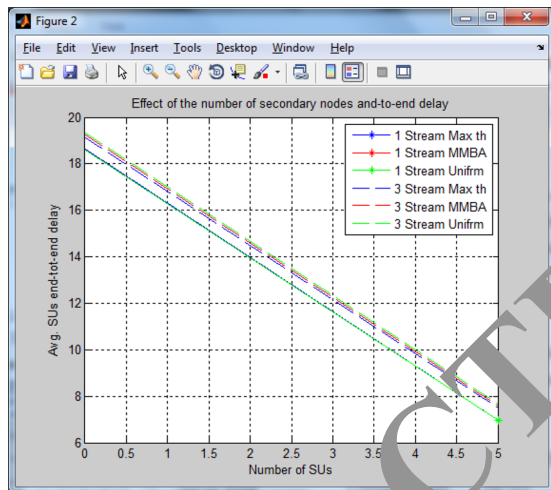 Figure 2
File Edit View Insert Tools Desktop Window Help
Effect of the number of secondary nodes and-to-end delay
20
18
16
14
12
10
8
6
Avg. SUs end-tot-end delay
1 Stream Max th
1 Stream MMBA
1 Stream Unifrm
3 Stream Max th
3 Stream MMBA
3 Stream Unifrm
0 0.5 1 1.5 2 2.5 3 3.5 4 4.5 5
Number of SUs